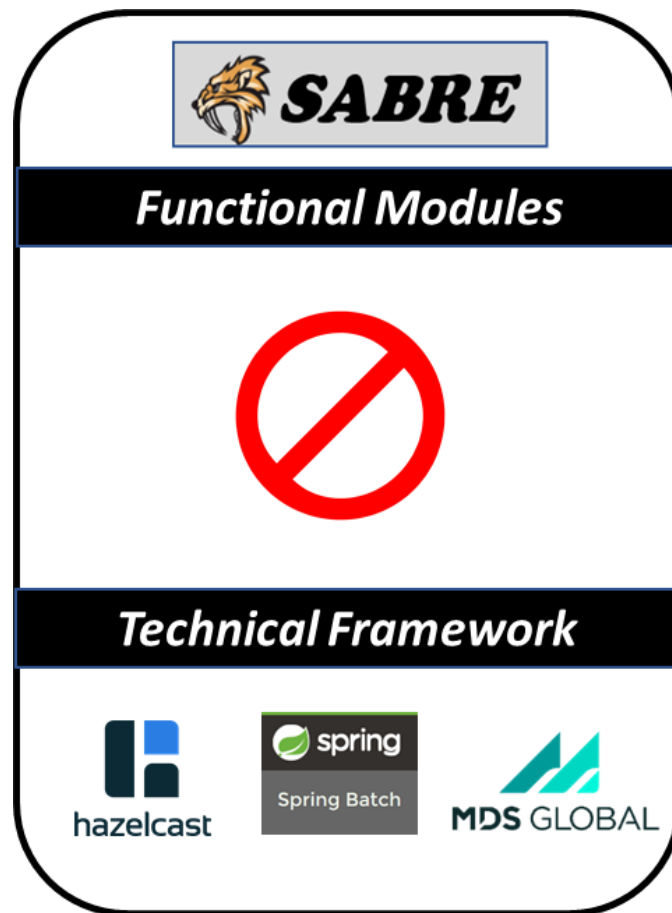 SABRE
Functional Modules
Technical Framework
hazelcast
spring
Spring Batch
MDS GLOBAL